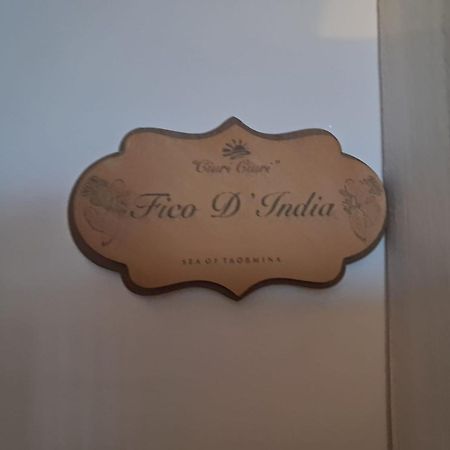 "Ciuri Ciuri"
Fico D'India
SEA OF TAORMINA